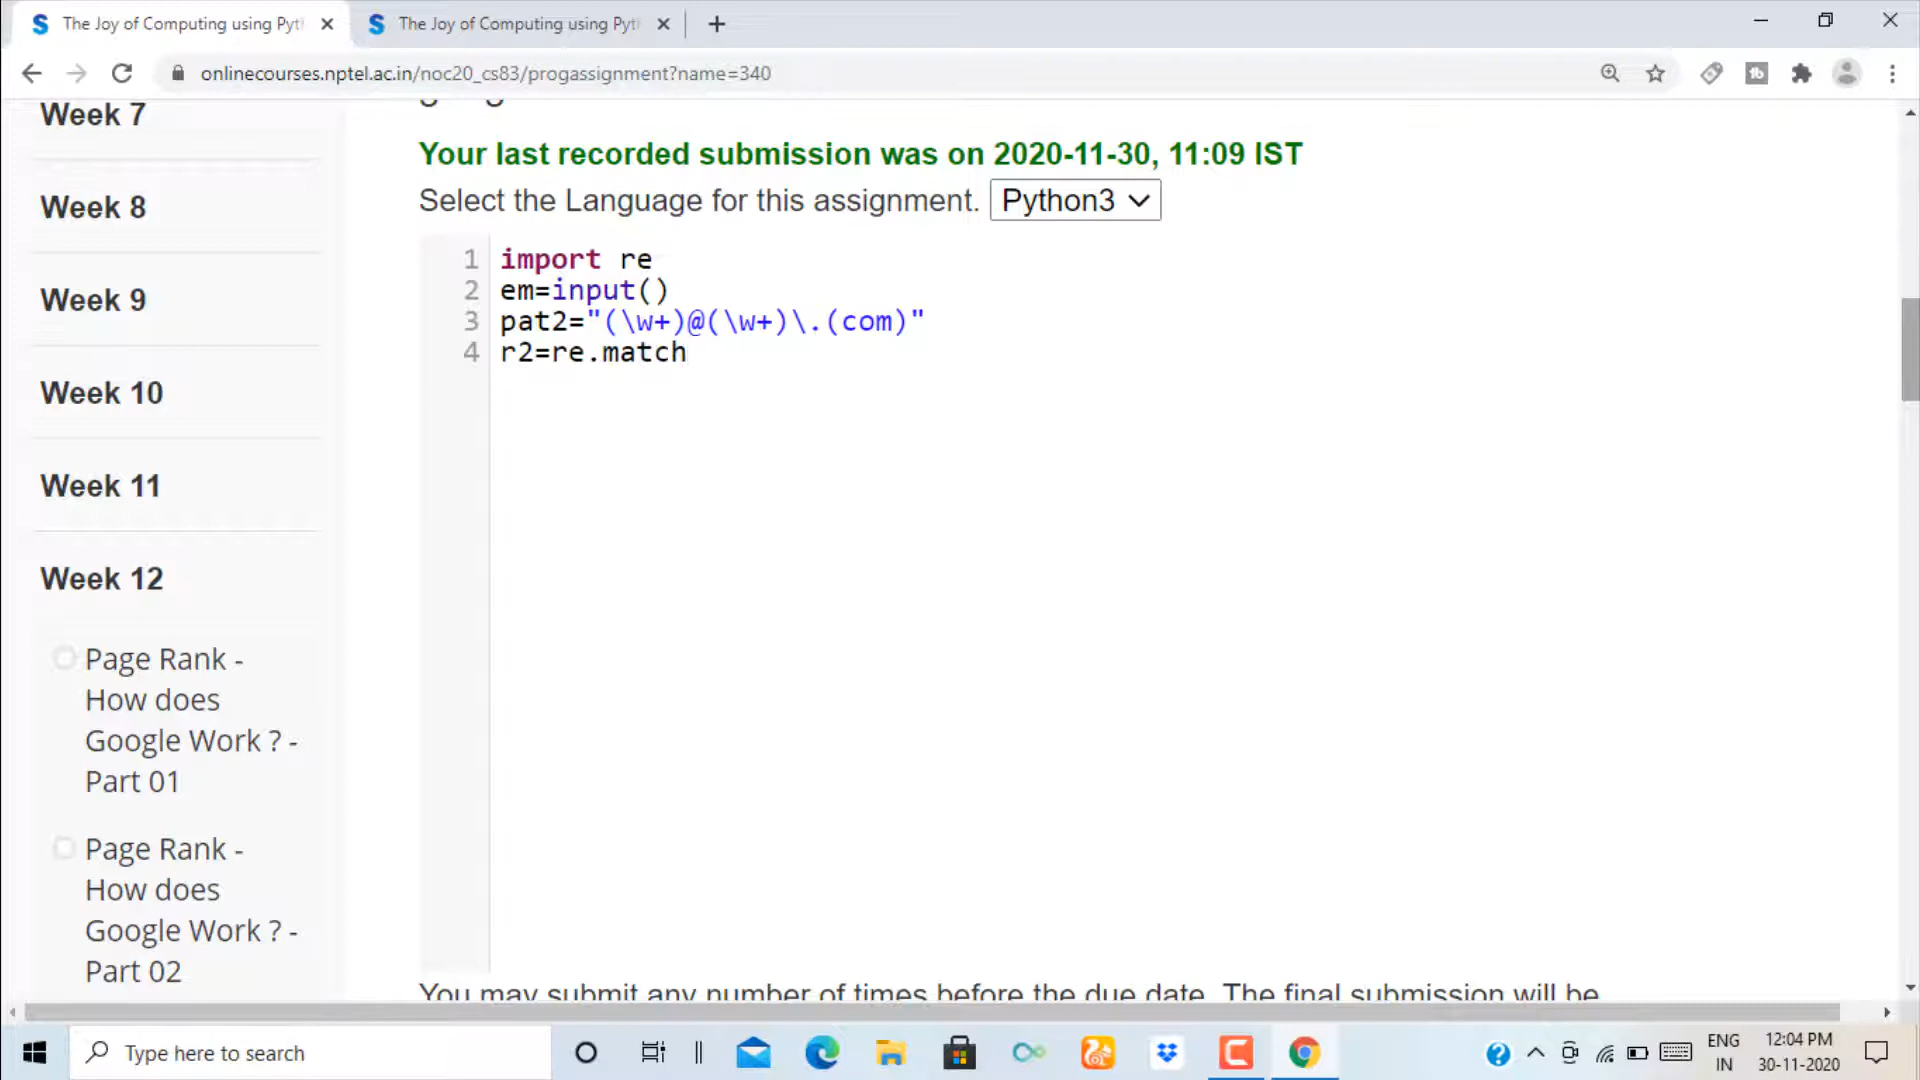 The Joy of Computing using Pyt
The Joy of Computing using Pyt
onlinecourses.nptel.ac.in/noc20_cs83/progassignment?name=340
Week 7
Week 8
Week 9
Week 10
Week 11
Week 12
Page Rank -
How does
Google Work ? -
Part 01
Page Rank -
How does
Google Work ? -
Part 02
Your last recorded submission was on 2020-11-30, 11:09 IST
Select the Language for this assignment. Python3
1 import re
2 em=input()
3 pat2="(\w+)@(\w+)\.(com)"
4 r2=re.match
You may submit any number of times before the due date. The final submission will be
Type here to search
ENG
IN
12:04 PM
30-11-2020